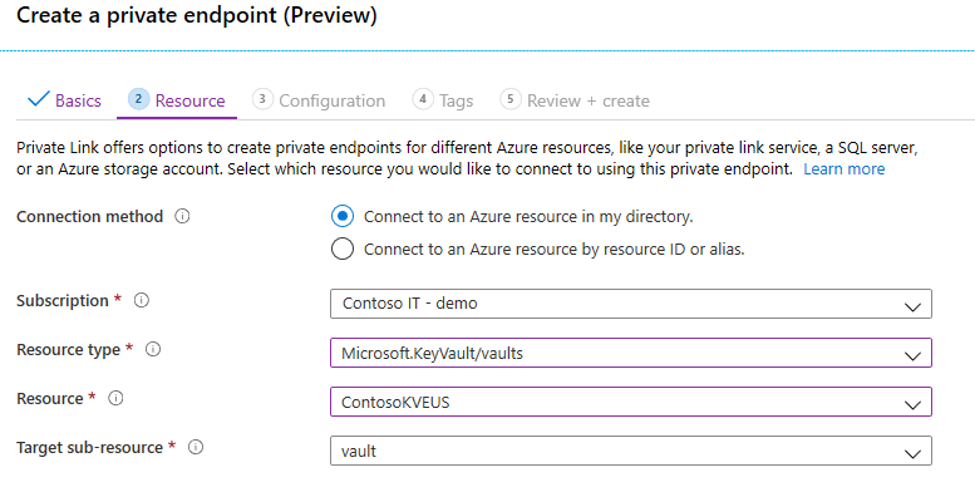 Create a private endpoint (Preview)
Basics 2 Resource 3 Configuration 4 Tags 5 Review + create
Private Link offers options to create private endpoints for different Azure resources, like your private link service, a SQL server,
or an Azure storage account. Select which resource you would like to connect to using this private endpoint. Learn more
Connection method Connect to an Azure resource in my directory.
Connect to an Azure resource by resource ID or alias.
Subscription * Contoso IT - demo
Resource type * Microsoft.KeyVault/vaults
Resource * ContosoKVEUS
Target sub-resource * vault